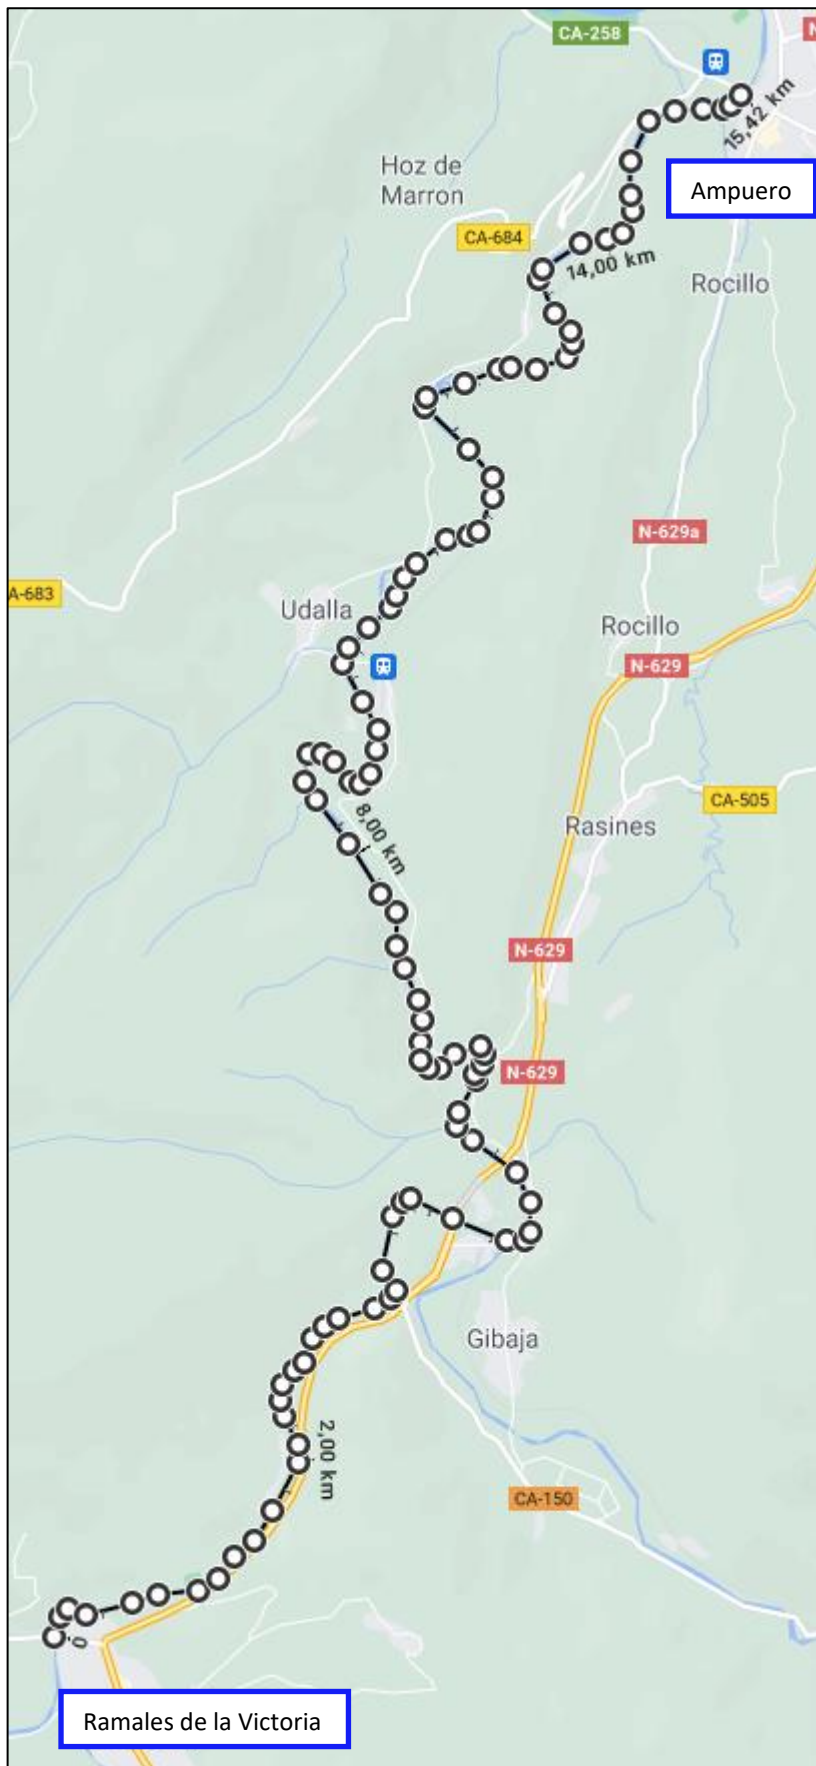 CA-258
N
15,42 km
Hoz de
Marron
Ampuero
CA-684
14,00 km
Rocillo
N-629a
A-683
Udalla
Rocillo
N-629
CA-505
8,00 km
Rasines
N-629
N-629
Gibaja
2,00 km
CA-150
0
Ramales de la Victoria